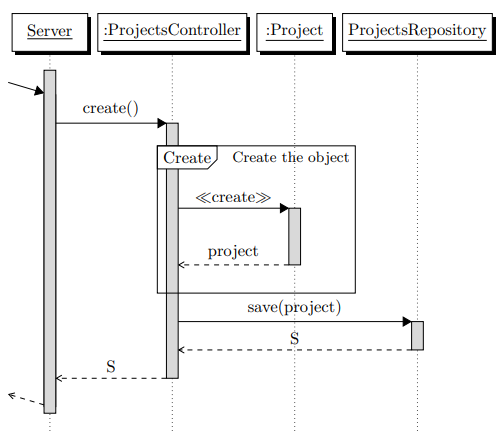 Server
:ProjectsController
:Project
ProjectsRepository
create()
Create
Create the object
≪create≫
project
save(project)
S
S